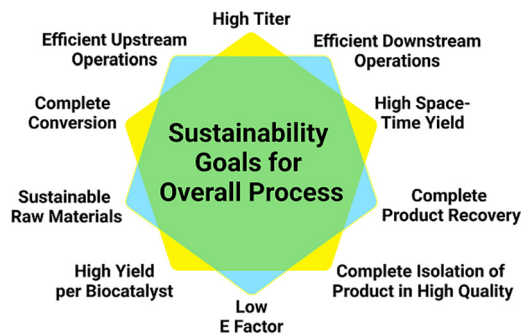 High Titer
Efficient Upstream
Operations
Efficient Downstream
Operations
Complete
Conversion
High Space-
Time Yield
Sustainability
Goals for
Overall Process
Sustainable
Raw Materials
Complete
Product Recovery
High Yield
per Biocatalyst
Complete Isolation of
Product in High Quality
Low
E Factor